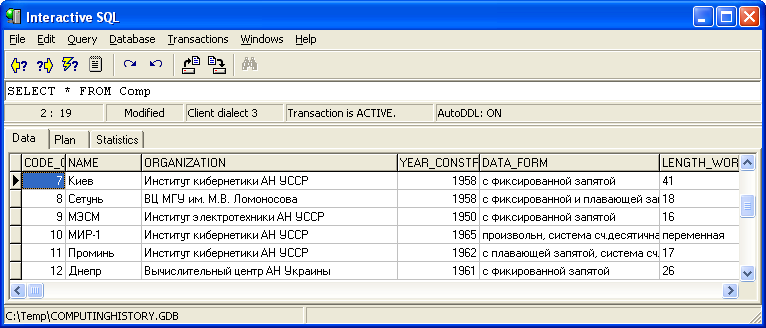 Interactive SQL
File Edit Query Database Transactions Windows Help
SELECT * FROM Comp
2 : 19 Modified Client dialect 3 Transaction is ACTIVE. AutoDDL: ON
Data Plan Statistics
CODE_C NAME ORGANIZATION YEAR_CONSTF DATA_FORM LENGTH_WOR
7 Киев Институт кибернетики АН УССР 1958 с фиксированной запятой 41
8 Сетунь ВЦ МГУ им. М.В. Ломоносова 1958 с фиксированной и плавающей зап 18
9 МЭСМ Институт электротехники АН УССР 1950 с фиксированной запятой 16
10 МИР-1 Институт кибернетики АН УССР 1965 произвольн, система сч.десятична переменная
11 Проминь Институт кибернетики АН УССР 1962 с плавающей запятой, система сч. 17
12 Днепр Вычислительный центр АН Украины 1961 с фикированной запятой 26
C:\Temp\COMPUTINGHISTORY.GDB